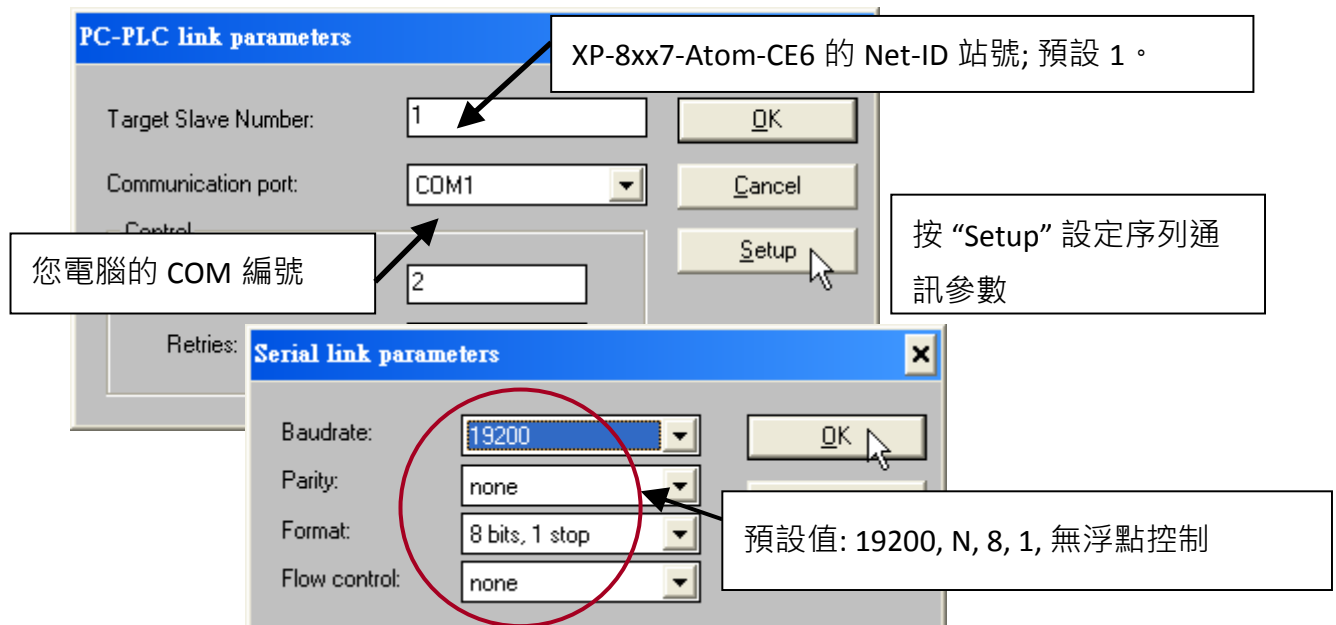 PC-PLC link parameters
XP-8xx7-Atom-CE6 的 Net-ID 站號; 預設 1。
Target Slave Number:
1
OK
Communication port:
COM1
Cancel
Control
Setup
按 “Setup” 設定序列通
訊參數
您電腦的 COM 編號
2
Retries:
Serial link parameters
Baudrate:
19200
OK
Parity:
none
Format:
8 bits, 1 stop
預設值: 19200, N, 8, 1, 無浮點控制
Flow control:
none